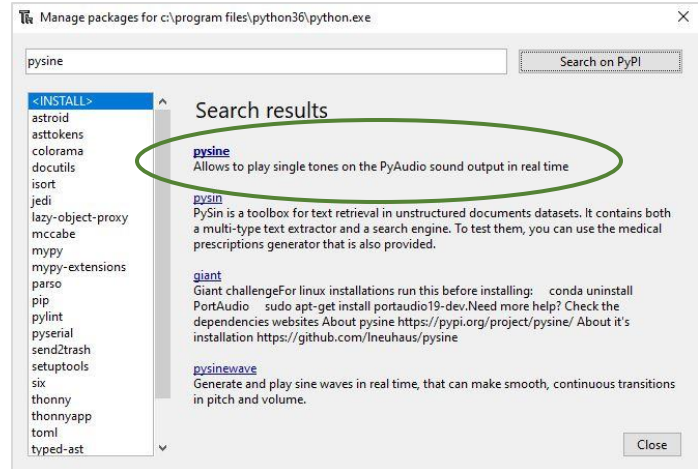 Manage packages for c:\program files\python36\python.exe
pysine
Search on PyPI
<INSTALL>
astroid
asttokens
colorama
docutils
isort
jedi
lazy-object-proxy
mccabe
mypy
mypy-extensions
parso
pip
pylint
pyserial
send2trash
setuptools
six
thonny
thonnyapp
toml
typed-ast
Search results
pysine
Allows to play single tones on the PyAudio sound output in real time
pysin
PySin is a toolbox for text retrieval in unstructured documents datasets. It contains both
a multi-type text extractor and a search engine. To test them, you can use the medical
prescriptions generator that is also provided.
giant
Giant challengeFor linux installations run this before installing: conda uninstall
PortAudio sudo apt-get install portaudio19-dev.Need more help? Check the
dependencies websites About pysine https://pypi.org/project/pysine/ About it's
installation https://github.com/lneuhaus/pysine
pysinewave
Generate and play sine waves in real time, that can make smooth, continuous transitions
in pitch and volume.
Close